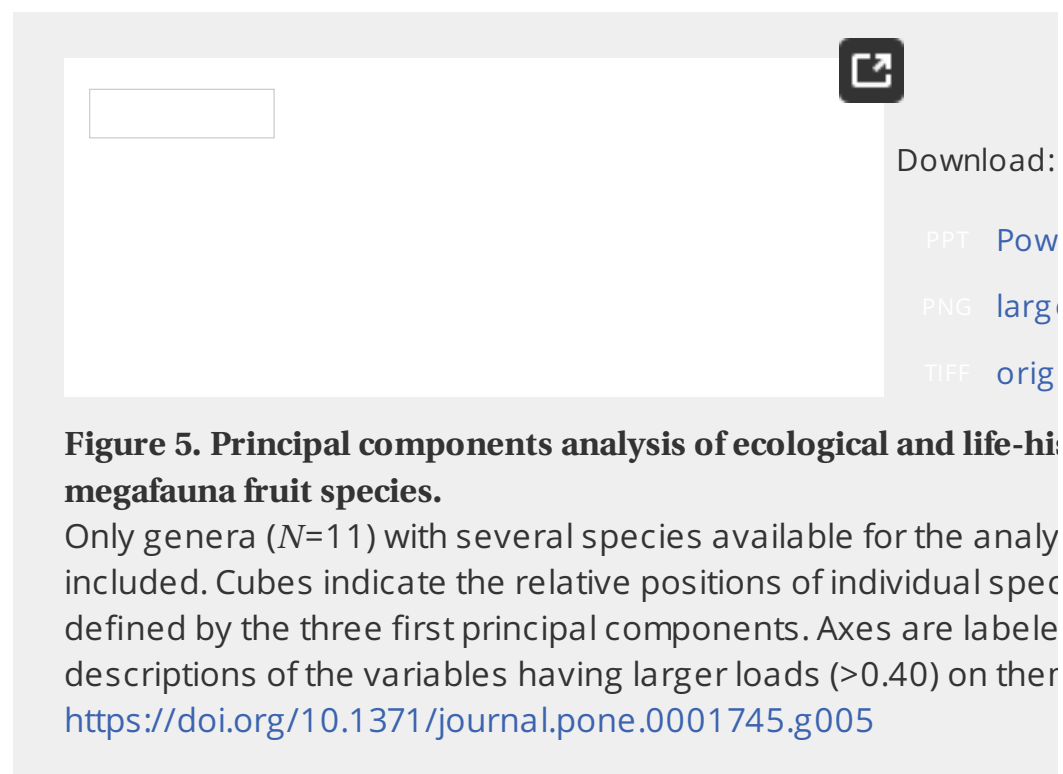 Download:
PPT Pow
PNG larg
TIFF orig
Figure 5. Principal components analysis of ecological and life-his
megafauna fruit species.
Only genera (N=11) with several species available for the analy
included. Cubes indicate the relative positions of individual spec
defined by the three first principal components. Axes are labele
descriptions of the variables having larger loads (>0.40) on then
https://doi.org/10.1371/journal.pone.0001745.g005